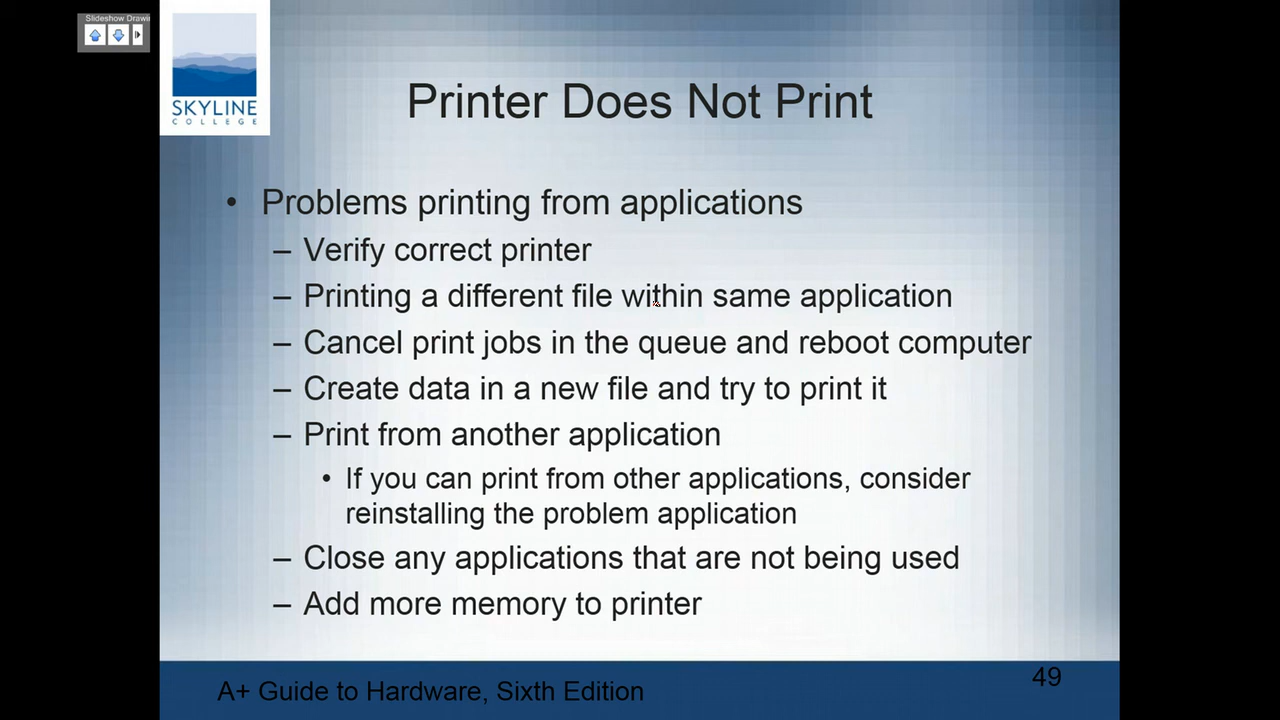 Slideshow Drawi
SKYLINE
COLLEGE
Printer Does Not Print
• Problems printing from applications
– Verify correct printer
– Printing a different file within same application
– Cancel print jobs in the queue and reboot computer
– Create data in a new file and try to print it
– Print from another application
• If you can print from other applications, consider
reinstalling the problem application
– Close any applications that are not being used
– Add more memory to printer
A+ Guide to Hardware, Sixth Edition
49